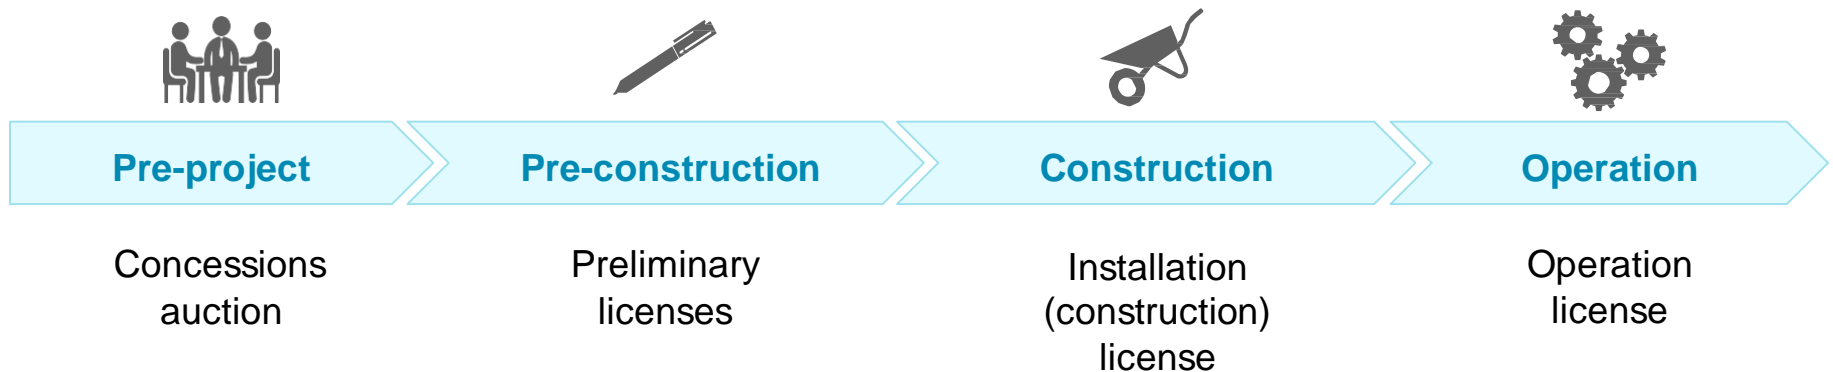 Pre-project
Pre-construction
Construction
Operation
Concessions
auction
Preliminary
licenses
Installation
(construction)
license
Operation
license